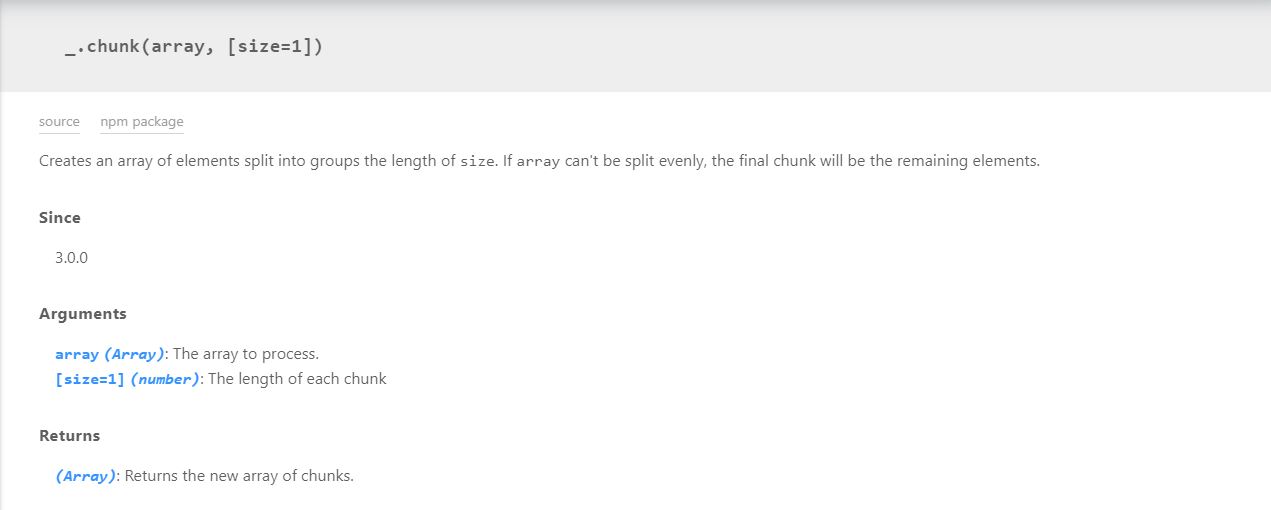 _.chunk(array, [size=1])
source npm package
Creates an array of elements split into groups the length of size. If array can't be split evenly, the final chunk will be the remaining elements.
Since
3.0.0
Arguments
array (Array): The array to process.
[size=1] (number): The length of each chunk
Returns
(Array): Returns the new array of chunks.